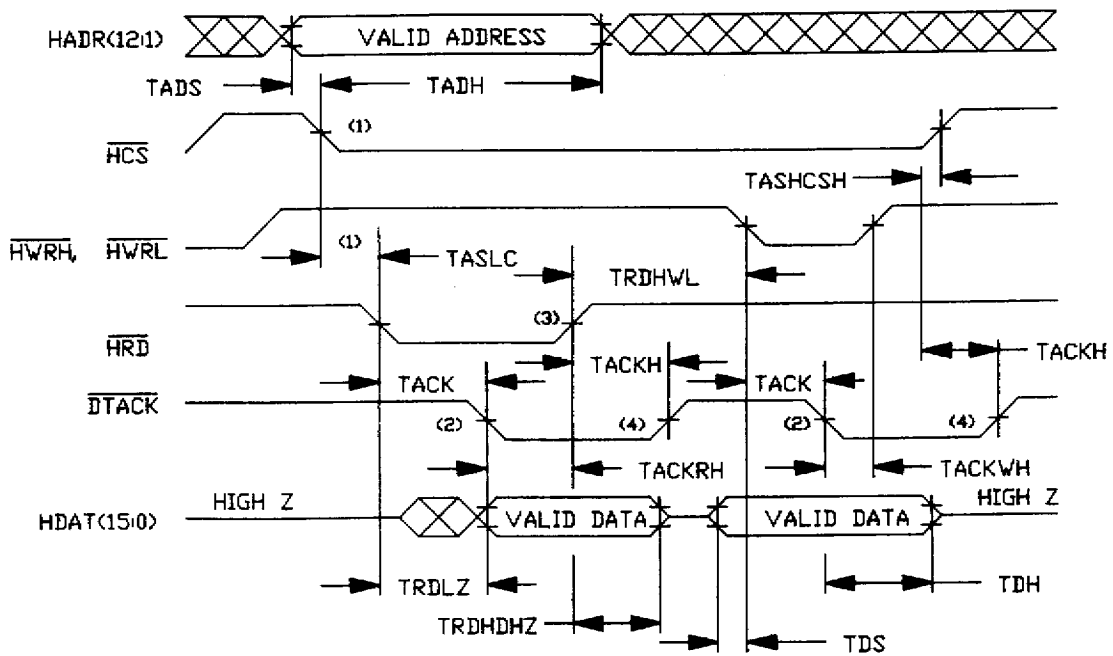 HADR(12:1) VALID ADDRESS
TADS TADH
HCS (1)
TASHCSH
HWRH, HWRL (1) TASLC TRDHWL
HRD (3)
TACK TACKH TACK TACKH
DTACK (2) (4) (2) (4)
TACKRH TACKWH
HDAT(15:0) HIGH Z VALID DATA VALID DATA HIGH Z
TRDLZ TDH
TRDHDHZ TDS